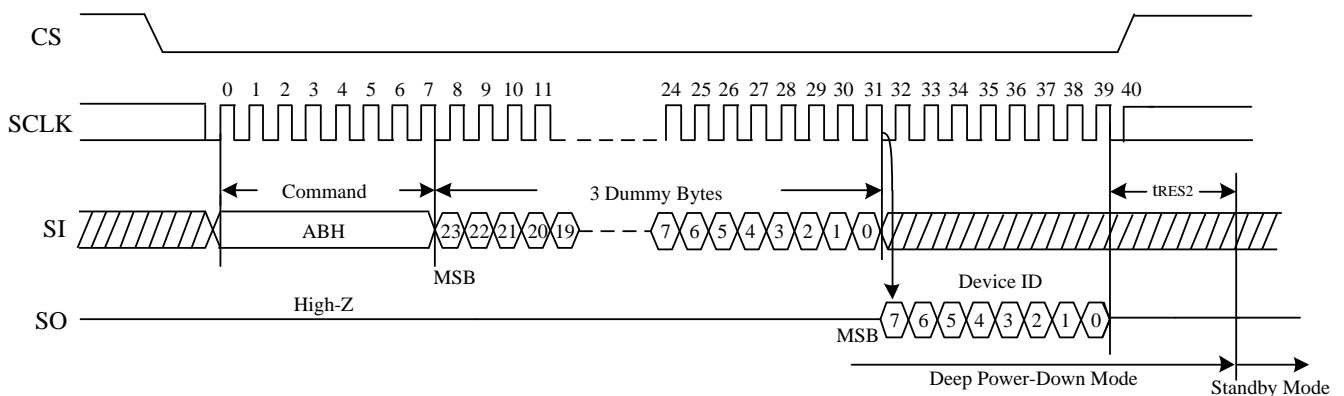 CS
0 1 2 3 4 5 6 7 8 9 10 11 24 25 26 27 28 29 30 31 32 33 34 35 36 37 38 39 40
SCLK
Command 3 Dummy Bytes tRES2
SI ABH 23 22 21 20 19 7 6 5 4 3 2 1 0
MSB Device ID
High-Z
SO 7 6 5 4 3 2 1 0
MSB
Deep Power-Down Mode Standby Mode